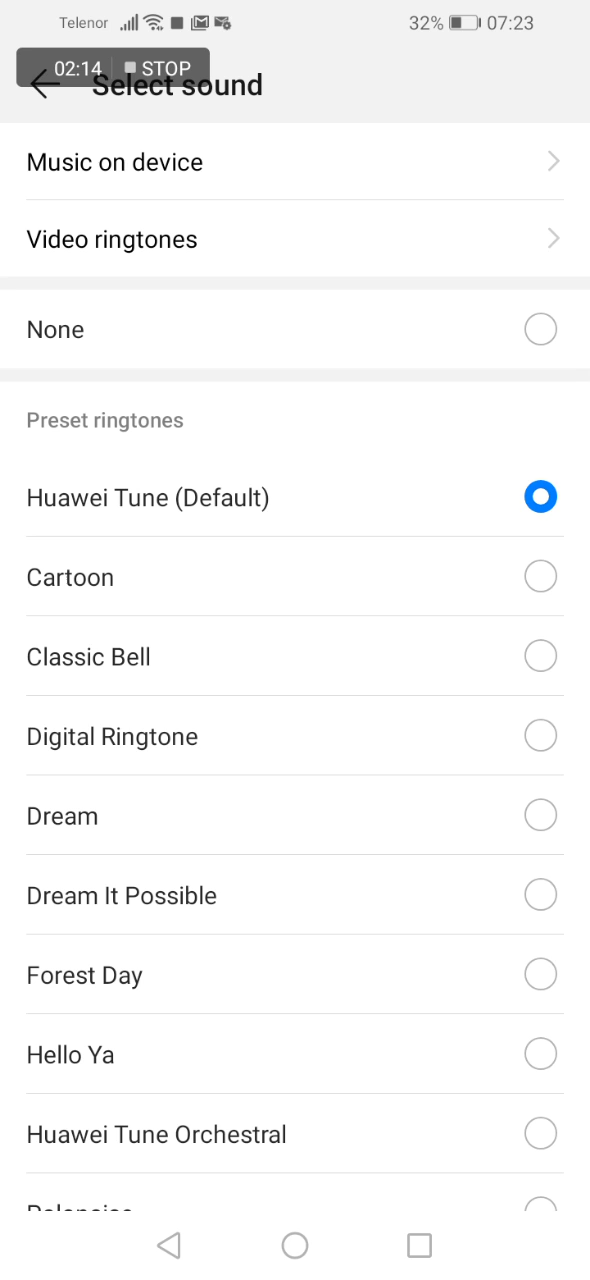 Telenor 32% 07:23
02:14 STOP
Select sound
Music on device
Video ringtones
None
Preset ringtones
Huawei Tune (Default)
Cartoon
Classic Bell
Digital Ringtone
Dream
Dream It Possible
Forest Day
Hello Ya
Huawei Tune Orchestral